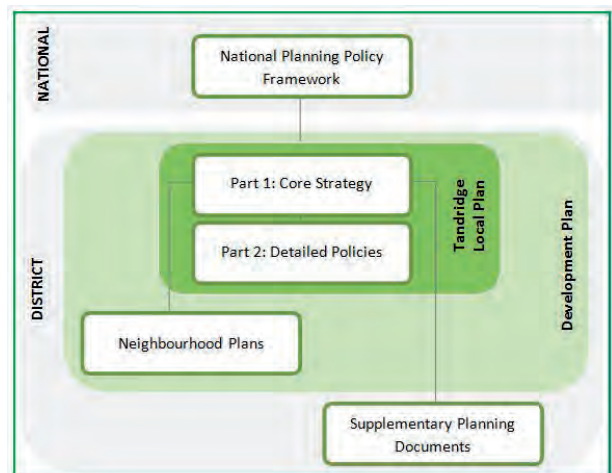 NATIONAL
National Planning Policy
Framework
DISTRICT
Part 1: Core Strategy
Part 2: Detailed Policies
Tandridge
Local Plan
Development Plan
Neighbourhood Plans
Supplementary Planning
Documents